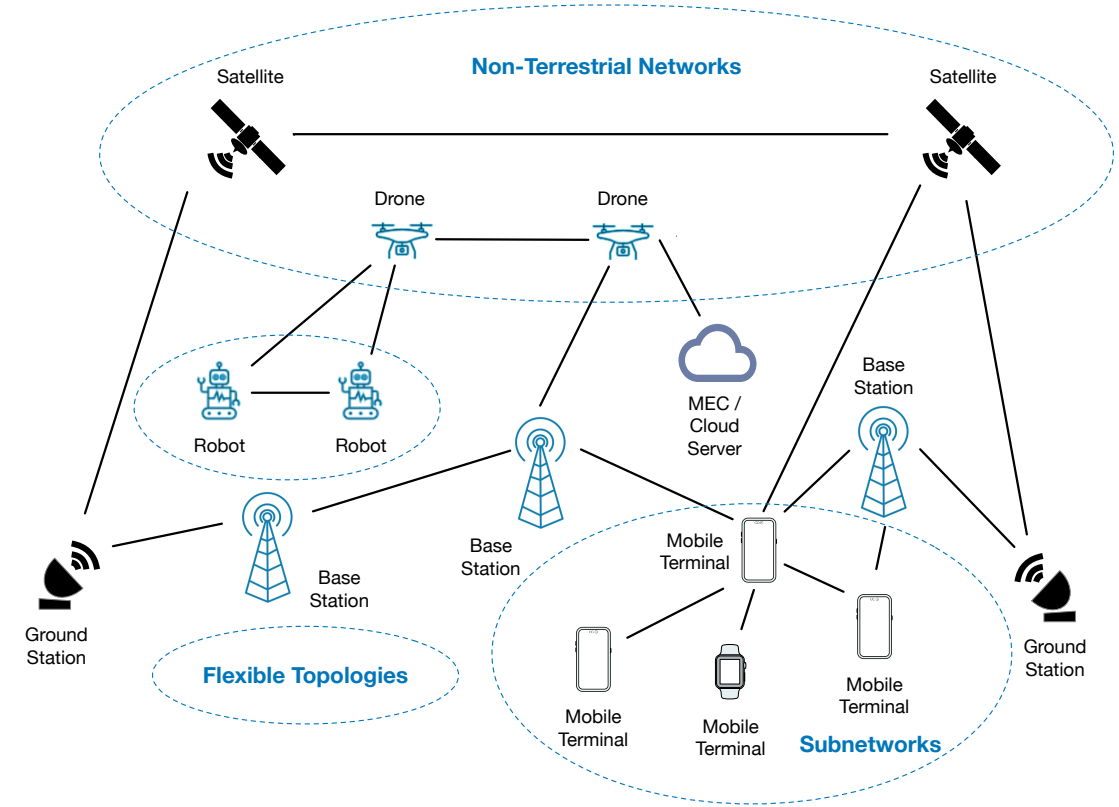 Non-Terrestrial Networks
Satellite
Satellite
Drone
Drone
Robot
Robot
MEC /
Cloud
Server
Base
Station
Base
Station
Base
Station
Mobile
Terminal
Ground
Station
Ground
Station
Flexible Topologies
Mobile
Terminal
Mobile
Terminal
Mobile
Terminal
Subnetworks